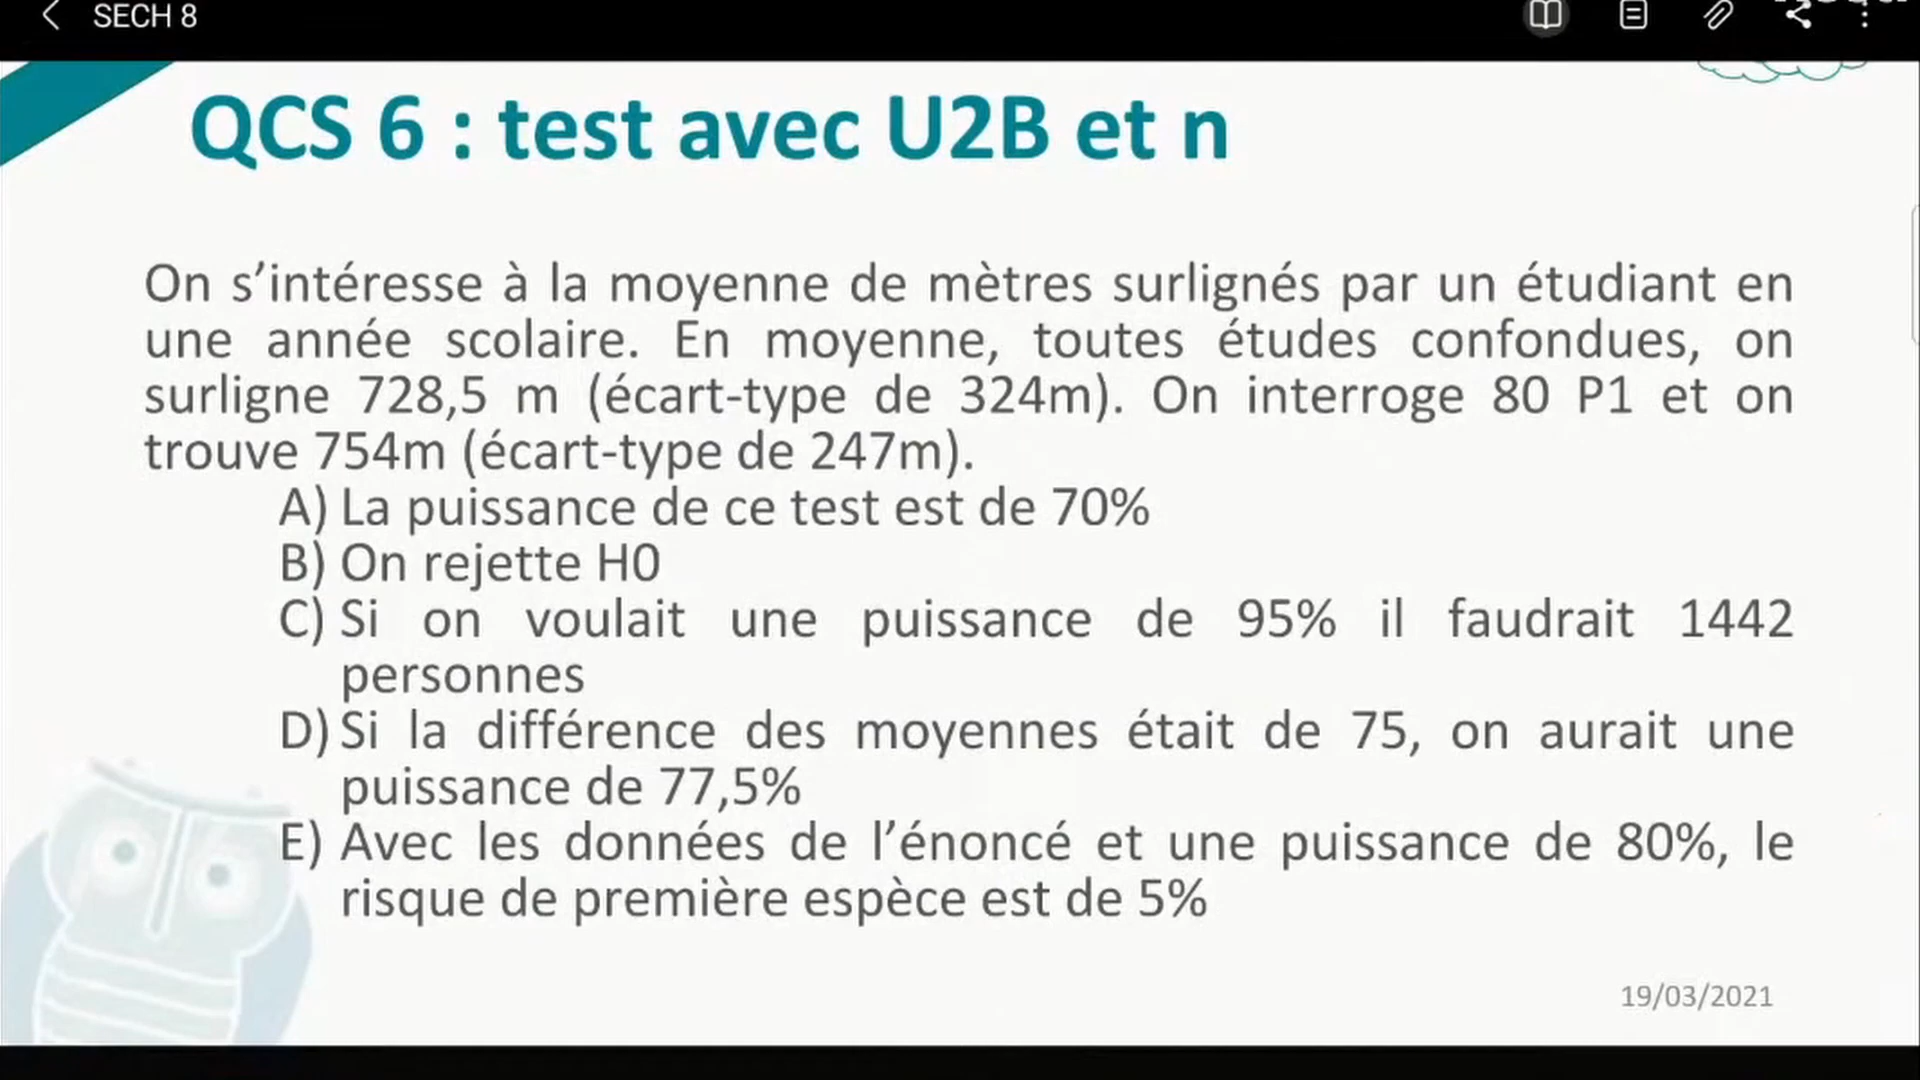 SECH 8
QCS 6 : test avec U2B et n
On s’intéresse à la moyenne de mètres surlignés par un étudiant en
une année scolaire. En moyenne, toutes études confondues, on
surligne 728,5 m (écart-type de 324m). On interroge 80 P1 et on
trouve 754m (écart-type de 247m).
A) La puissance de ce test est de 70%
B) On rejette H0
C) Si on voulait une puissance de 95% il faudrait 1442
personnes
D) Si la différence des moyennes était de 75, on aurait une
puissance de 77,5%
E) Avec les données de l’énoncé et une puissance de 80%, le
risque de première espèce est de 5%
19/03/2021